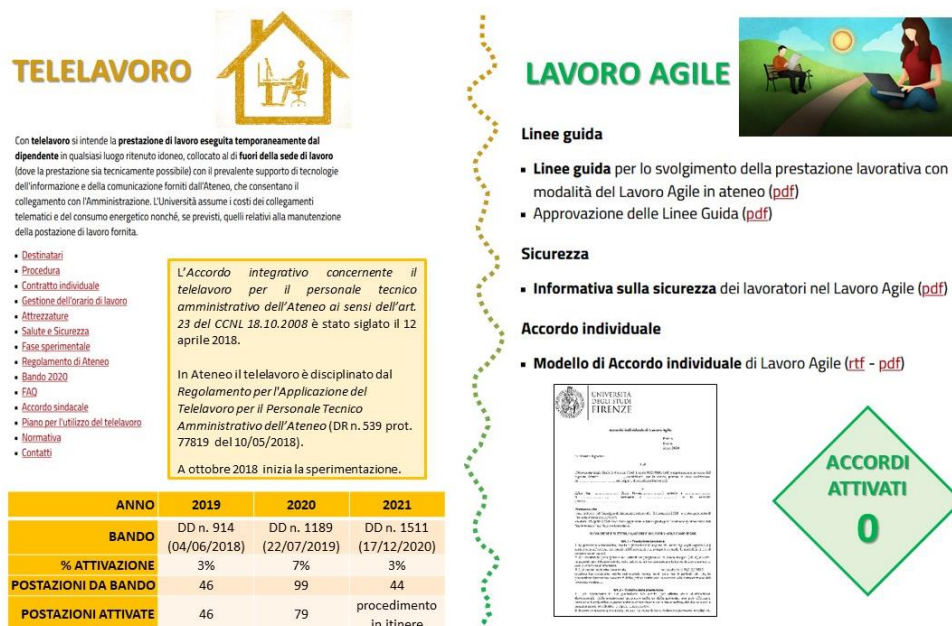 TELELAVORO
Con telelavoro si intende la prestazione di lavoro eseguita temporaneamente dal
dipendente in qualsiasi luogo ritenuto idoneo, collocato al di fuori della sede di lavoro
(dove la prestazione sia tecnicamente possibile) con il prevalente supporto di tecnologie
dell'informazione e della comunicazione forniti dall'Ateneo, che consentano il
collegamento con l'Amministrazione. L'Università assume i costi dei collegamenti
telematici e del consumo energetico nonché, se previsti, quelli relativi alla manutenzione
della postazione di lavoro fornita.
▪ Destinatari
▪ Procedura
▪ Contratto individuale
▪ Gestione dell'orario di lavoro
▪ Attrezzature
▪ Salute e Sicurezza
▪ Fase sperimentale
▪ Regolamento di Ateneo
▪ Bando 2020
▪ FAQ
▪ Accordo sindacale
▪ Piano per l'utilizzo del telelavoro
▪ Normativa
▪ Contatti
L'Accordo integrativo concernente il
telelavoro per il personale tecnico
amministrativo dell'Ateneo ai sensi dell'art.
23 del CCNL 18.10.2008 è stato siglato il 12
aprile 2018.
In Ateneo il telelavoro è disciplinato dal
Regolamento per l'Applicazione del
Telelavoro per il Personale Tecnico
Amministrativo dell'Ateneo (DR n. 539 prot.
77819 del 10/05/2018).
A ottobre 2018 inizia la sperimentazione.
ANNO 2019 2020 2021
BANDO DD n. 914 DD n. 1189 DD n. 1511
(04/06/2018) (22/07/2019) (17/12/2020)
% ATTIVAZIONE 3% 7% 3%
POSTAZIONI DA BANDO 46 99 44
POSTAZIONI ATTIVATE 46 79 procedimento
in itinere
LAVORO AGILE
Linee guida
▪ Linee guida per lo svolgimento della prestazione lavorativa con
modalità del Lavoro Agile in ateneo (pdf)
▪ Approvazione delle Linee Guida (pdf)
Sicurezza
▪ Informativa sulla sicurezza dei lavoratori nel Lavoro Agile (pdf)
Accordo individuale
▪ Modello di Accordo individuale di Lavoro Agile (rtf - pdf)
UNIVERSITÀ
DEGLI STUDI
FIRENZE
Accordo individuale di Lavoro Agile
ACCORDI
ATTIVATI
0